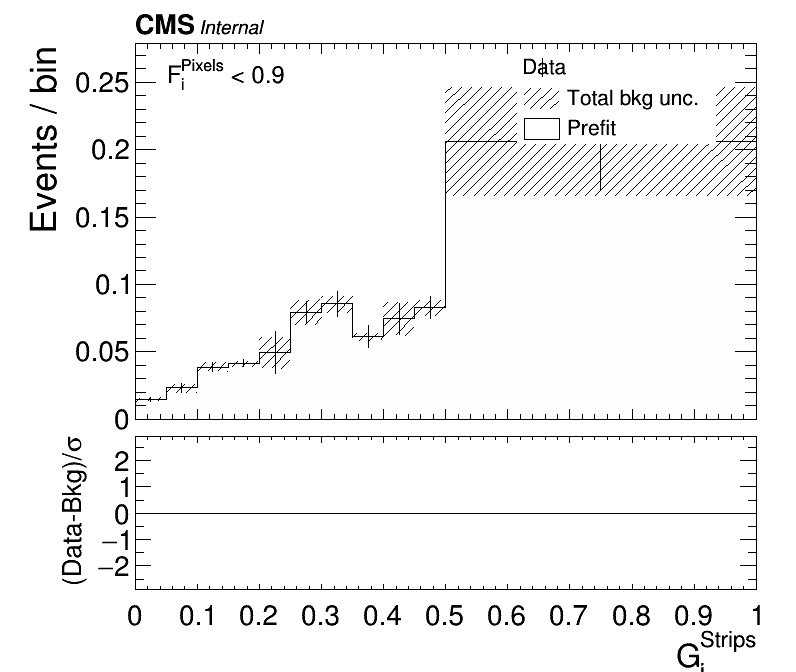 CMS Internal
F_i^Pixels < 0.9
Data
Total bkg unc.
Prefit
Events / bin
0.25
0.2
0.15
0.1
0.05
0
(Data-Bkg)/σ
2
1
0
−1
−2
0 0.1 0.2 0.3 0.4 0.5 0.6 0.7 0.8 0.9 1
G_i^Strips